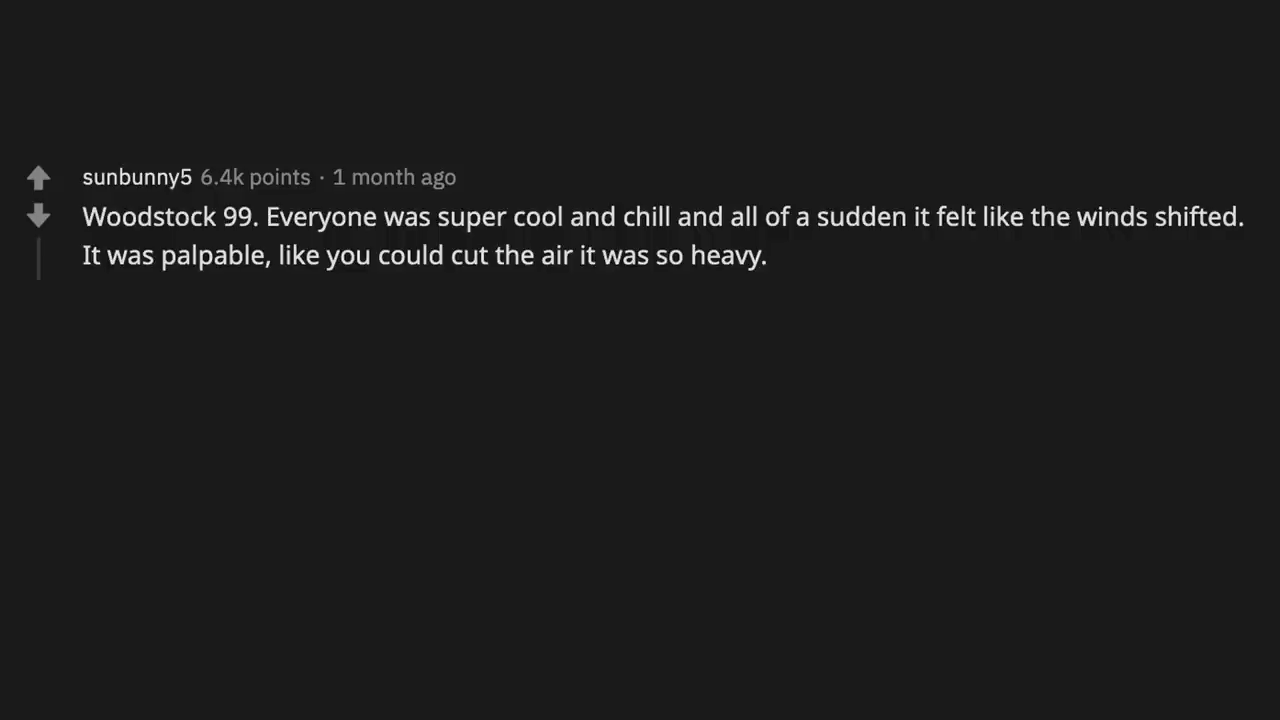 sunbunny5 6.4k points · 1 month ago
Woodstock 99. Everyone was super cool and chill and all of a sudden it felt like the winds shifted.
It was palpable, like you could cut the air it was so heavy.